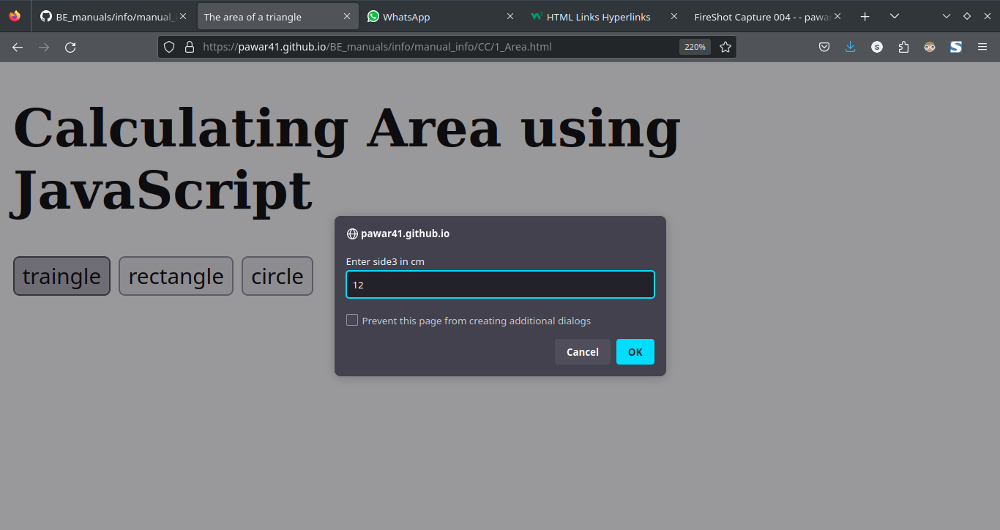 BE_manuals/info/manual_
The area of a triangle
WhatsApp
HTML Links Hyperlinks
FireShot Capture 004 - - pawa
https://pawar41.github.io/BE_manuals/info/manual_info/CC/1_Area.html
220%
S
S
Calculating Area using
JavaScript
traingle
rectangle
circle
pawar41.github.io
Enter side3 in cm
12
Prevent this page from creating additional dialogs
Cancel
OK